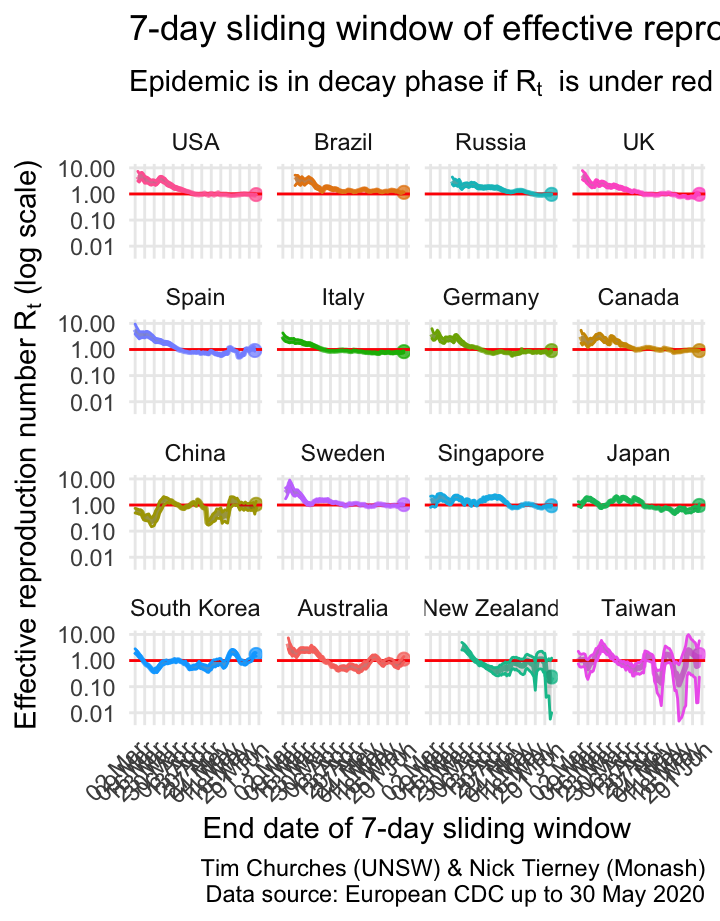 7-day sliding window of effective repro
Epidemic is in decay phase if Rt is under red
USA Brazil Russia UK
10.00
1.00
0.10
0.01
Spain Italy Germany Canada
10.00
1.00
0.10
0.01
China Sweden Singapore Japan
10.00
1.00
0.10
0.01
South Korea Australia New Zealand Taiwan
10.00
1.00
0.10
0.01
Effective reproduction number Rt (log scale)
End date of 7-day sliding window
Tim Churches (UNSW) & Nick Tierney (Monash)
Data source: European CDC up to 30 May 2020